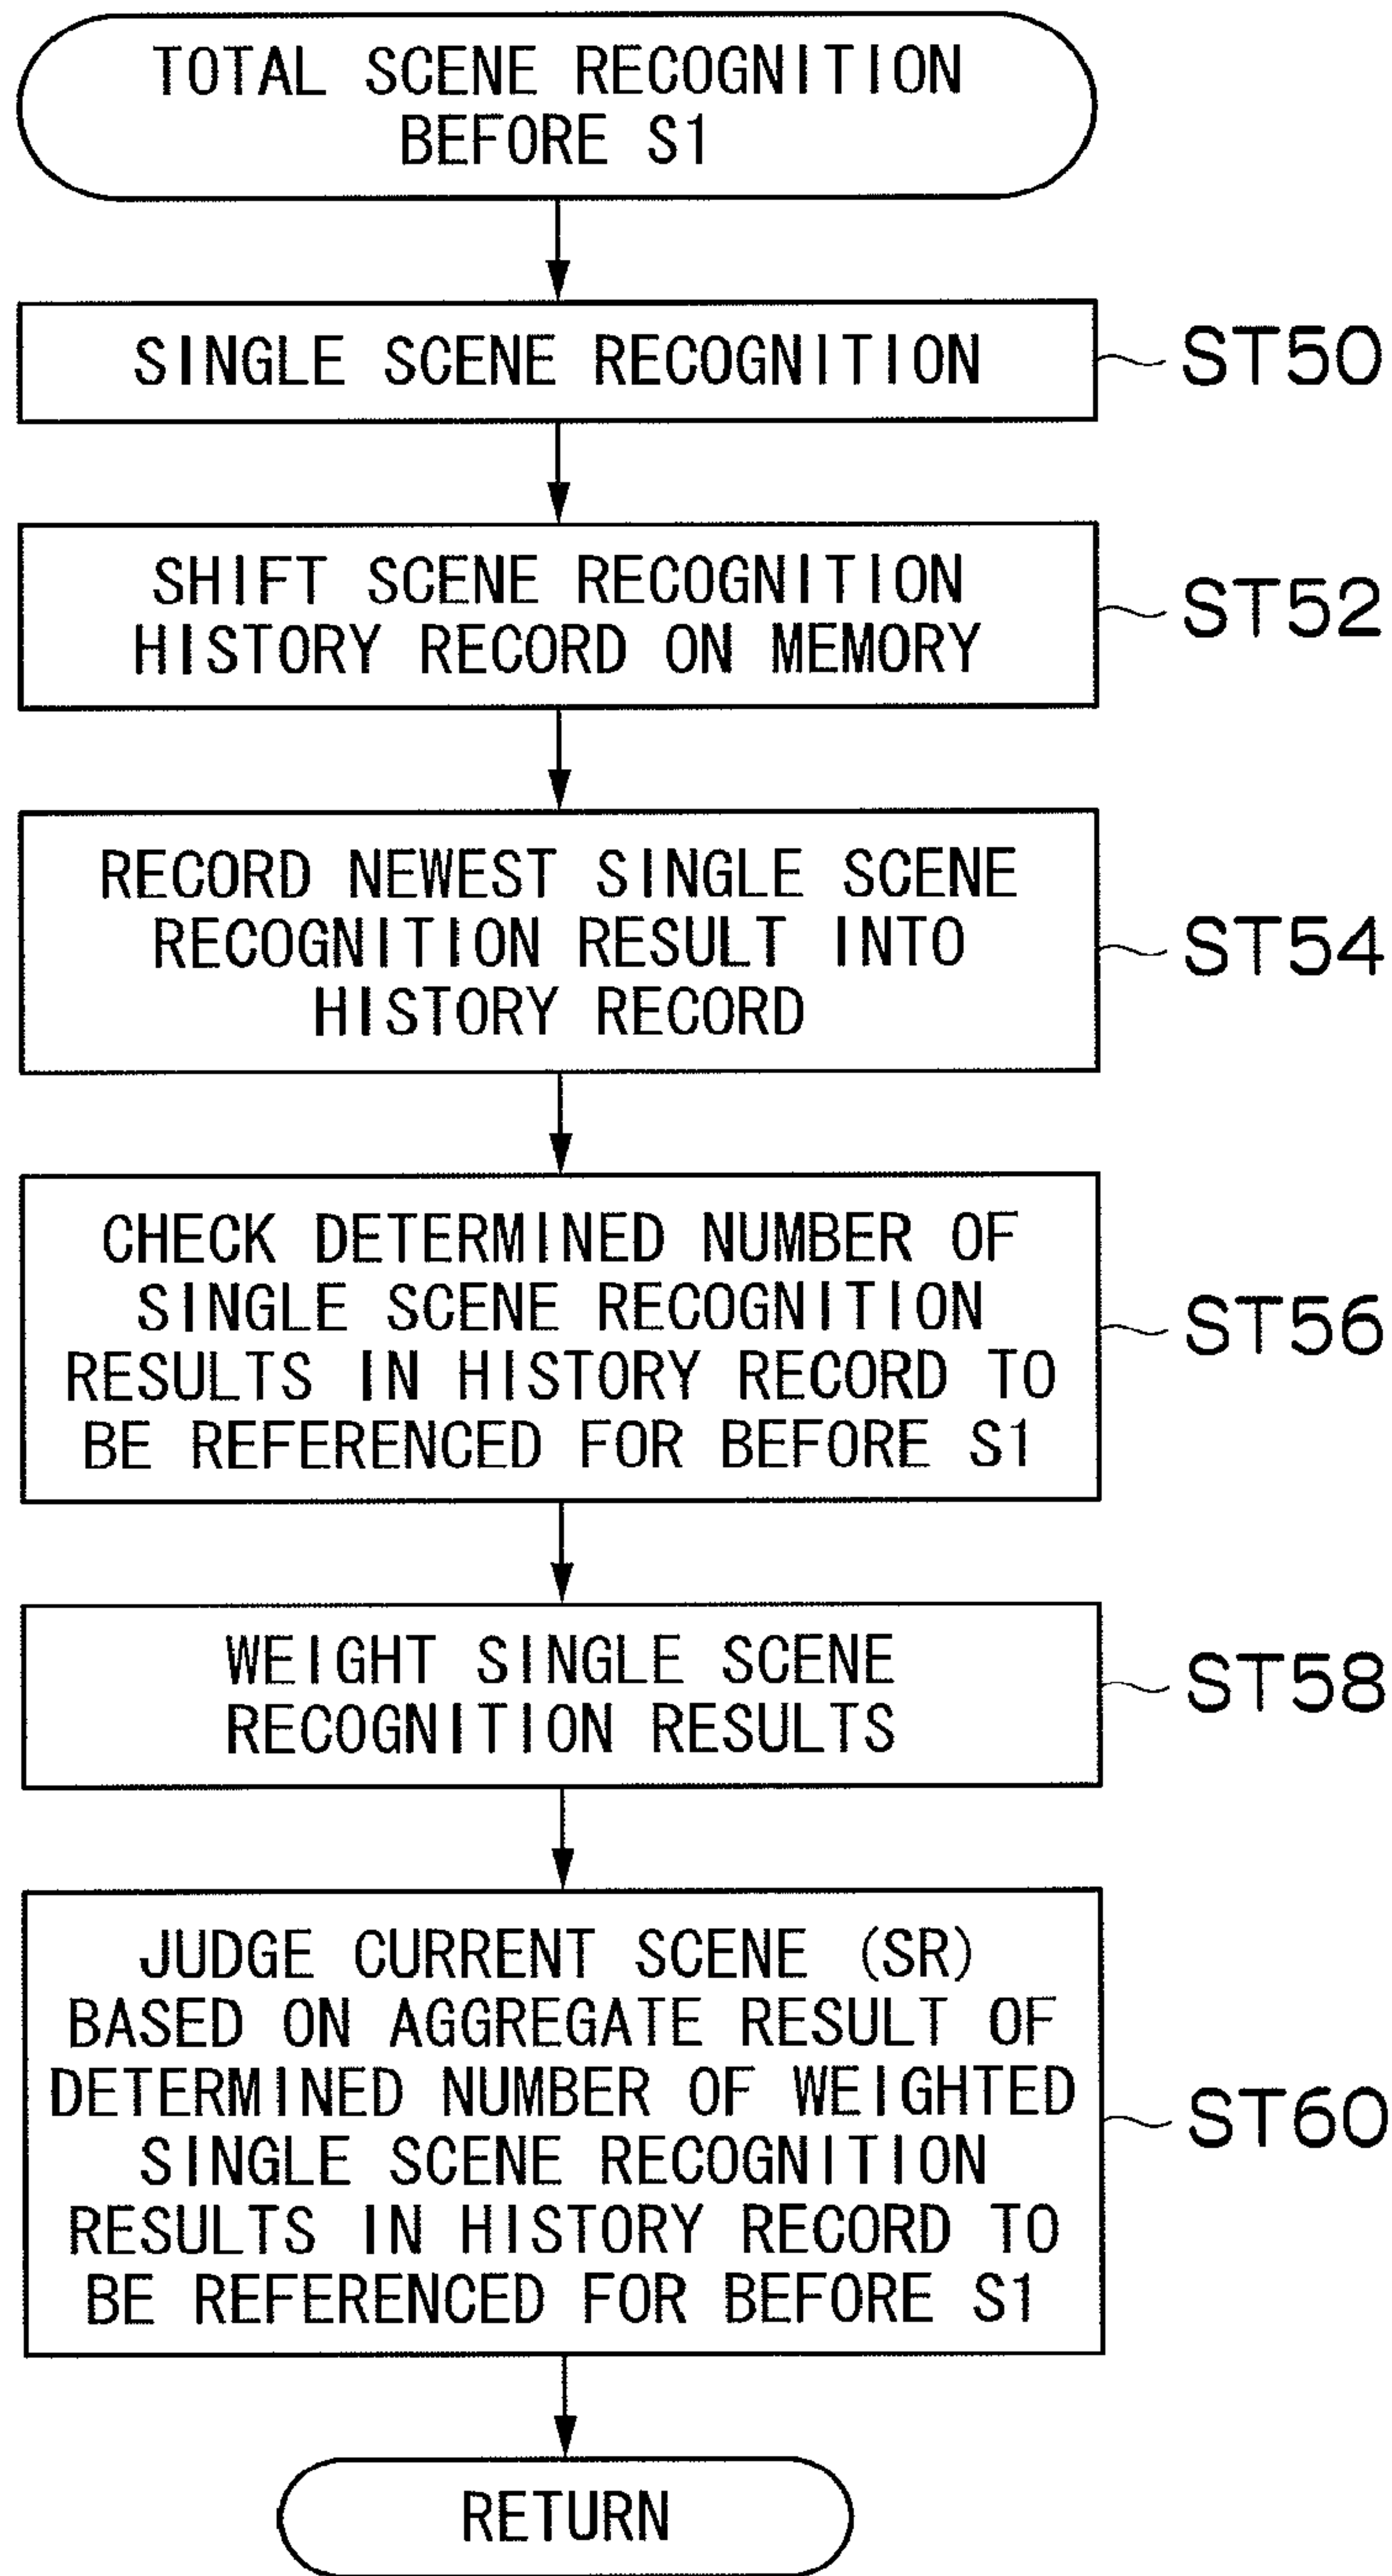 TOTAL SCENE RECOGNITION
BEFORE S1
SINGLE SCENE RECOGNITION
ST50
SHIFT SCENE RECOGNITION
HISTORY RECORD ON MEMORY
ST52
RECORD NEWEST SINGLE SCENE
RECOGNITION RESULT INTO
HISTORY RECORD
ST54
CHECK DETERMINED NUMBER OF
SINGLE SCENE RECOGNITION
RESULTS IN HISTORY RECORD TO
BE REFERENCED FOR BEFORE S1
ST56
WEIGHT SINGLE SCENE
RECOGNITION RESULTS
ST58
JUDGE CURRENT SCENE (SR)
BASED ON AGGREGATE RESULT OF
DETERMINED NUMBER OF WEIGHTED
SINGLE SCENE RECOGNITION
RESULTS IN HISTORY RECORD TO
BE REFERENCED FOR BEFORE S1
ST60
RETURN